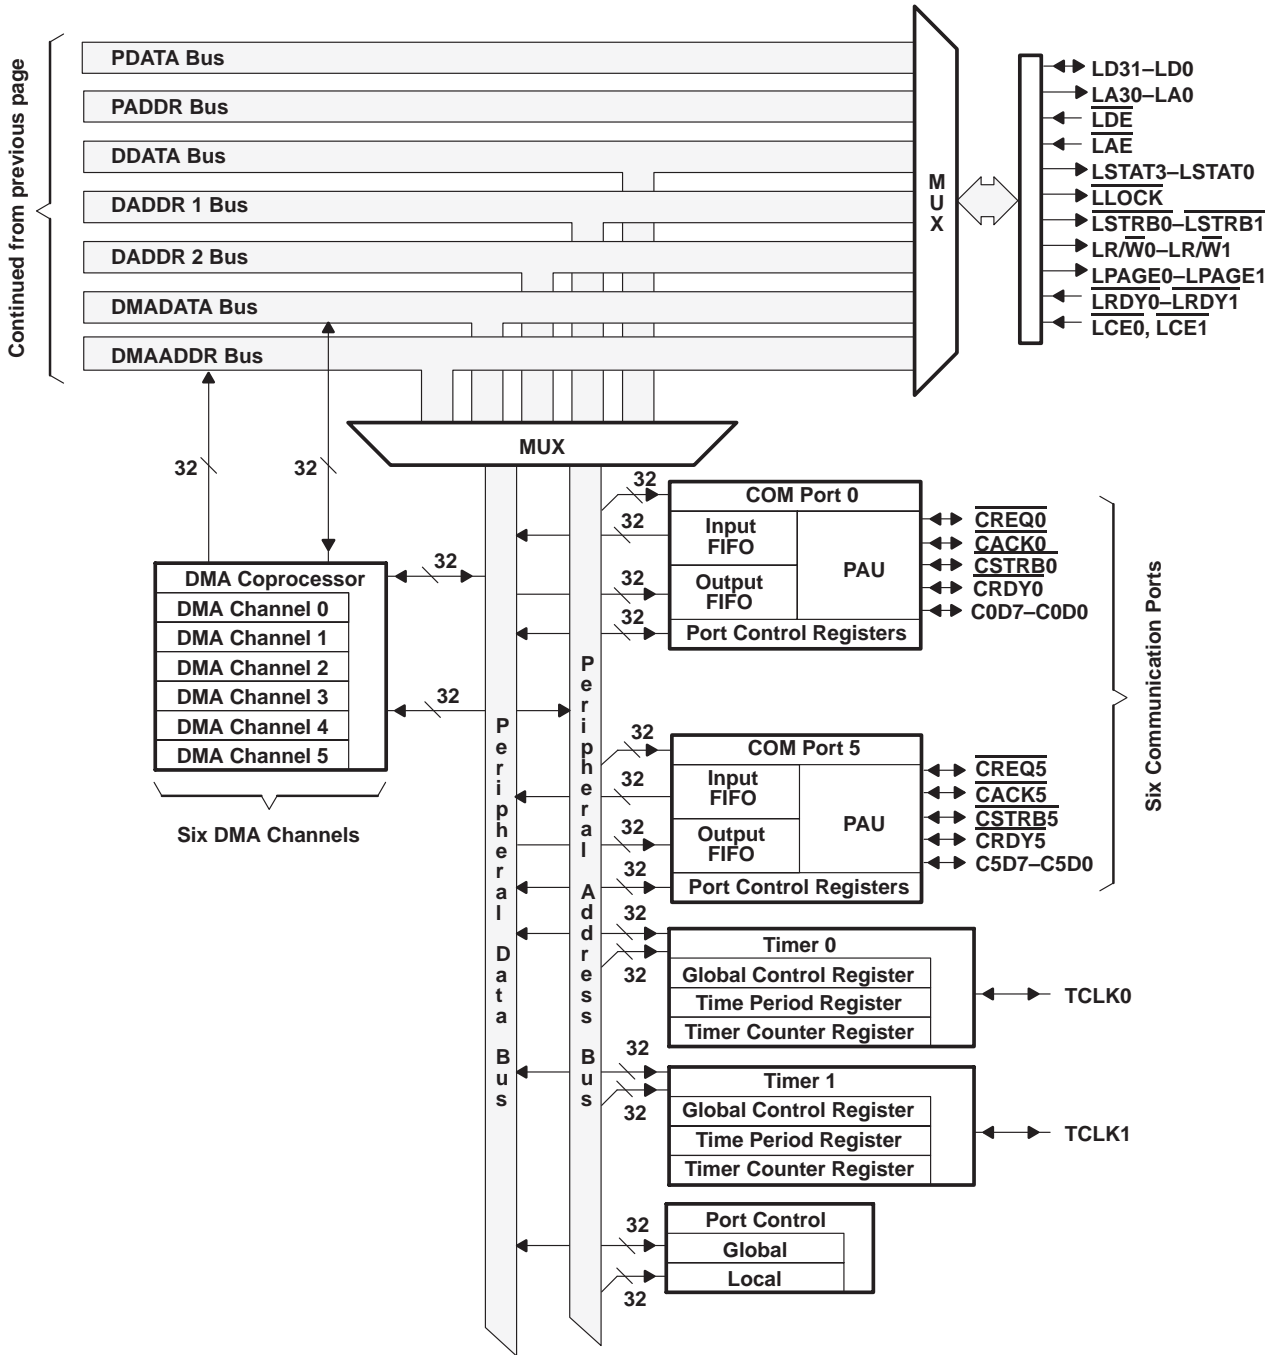 Continued from previous page
PDATA Bus
PADDR Bus
DDATA Bus
DADDR 1 Bus
DADDR 2 Bus
DMADATA Bus
DMAADDR Bus
MUX
LD31–LD0
LA30–LA0
LDE
LAE
LSTAT3–LSTAT0
LLOCK
LSTRB0–LSTRB1
LR/W0–LR/W1
LPAGE0–LPAGE1
LRDY0–LRDY1
LCE0, LCE1
MUX
32
32
DMA Coprocessor
DMA Channel 0
DMA Channel 1
DMA Channel 2
DMA Channel 3
DMA Channel 4
DMA Channel 5
Six DMA Channels
32
32
Peripheral Data Bus
Peripheral Address Bus
32
32
32
32
COM Port 0
Input
FIFO
Output
FIFO
PAU
Port Control Registers
CREQ0
CACK0
CSTRB0
CRDY0
C0D7–C0D0
32
32
32
32
COM Port 5
Input
FIFO
Output
FIFO
PAU
Port Control Registers
CREQ5
CACK5
CSTRB5
CRDY5
C5D7–C5D0
Six Communication Ports
32
32
Timer 0
Global Control Register
Time Period Register
Timer Counter Register
TCLK0
32
32
Timer 1
Global Control Register
Time Period Register
Timer Counter Register
TCLK1
32
32
Port Control
Global
Local